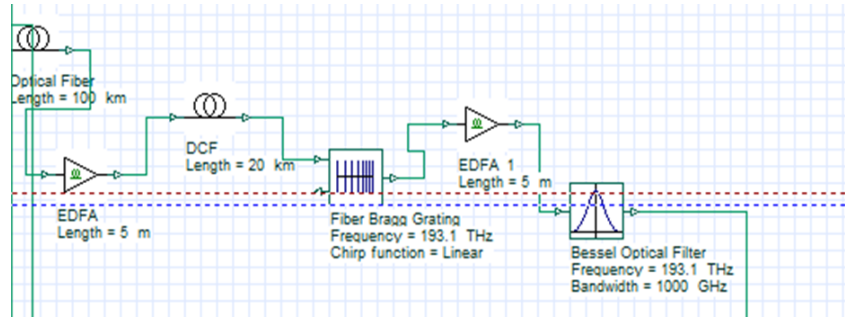 Optical Fiber
Length = 100 km
DCF
Length = 20 km
EDFA 1
Length = 5 m
EDFA
Length = 5 m
Fiber Bragg Grating
Frequency = 193.1 THz
Chirp function = Linear
Bessel Optical Filter
Frequency = 193.1 THz
Bandwidth = 1000 GHz